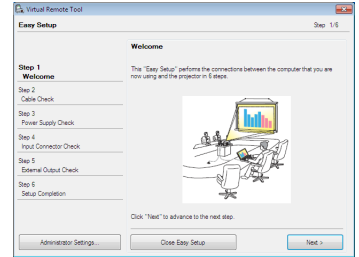 Virtual Remote Tool
Easy Setup
Step 1/6
Welcome
Step 1
Welcome
This "Easy Setup" performs the connections between the computer that you are
now using and the projector in 6 steps.
Step 2
Cable Check
Step 3
Power Supply Check
Step 4
Input Connector Check
Step 5
External Output Check
Step 6
Setup Completion
Click "Next" to advance to the next step.
Administrator Settings...
Close Easy Setup
Next >